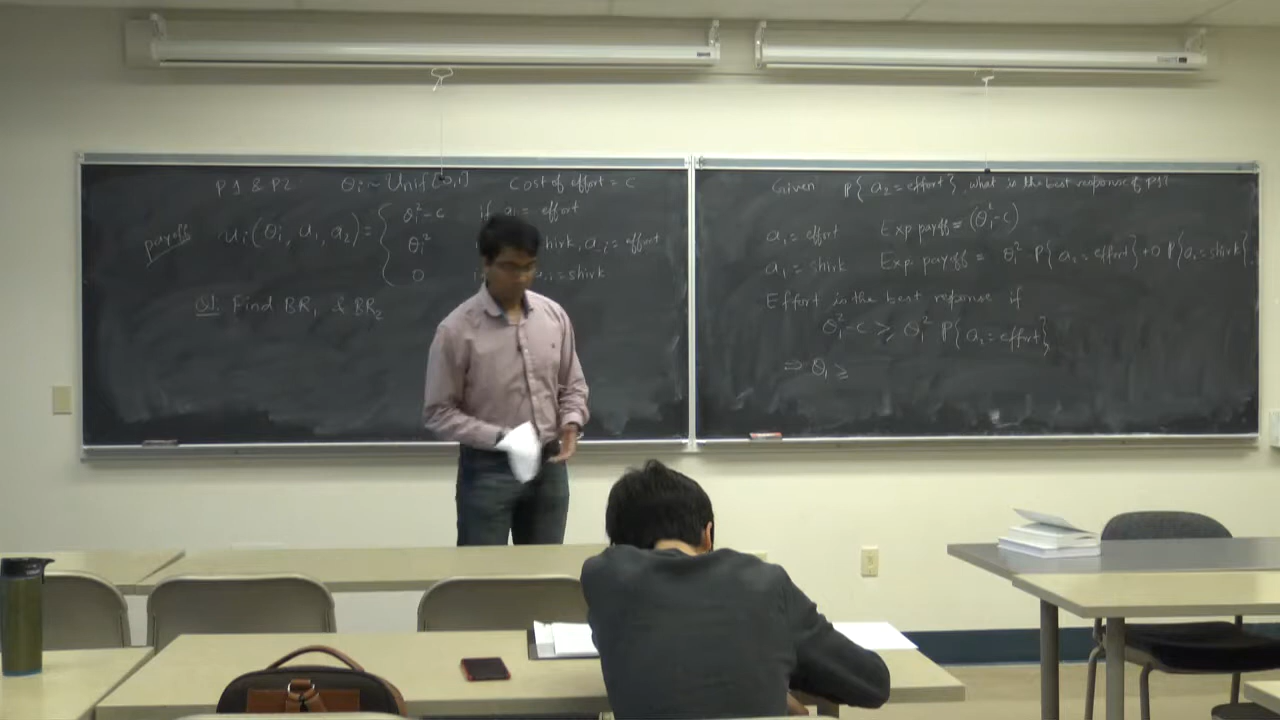 P1 & P2 θi ~ Unif[0,1] Cost of effort = c
payoff
ui(θi, a1, a2) =
θi² - c if ai = effort
θi² shirk, a = effort
0 = shirk
Q1. Find BR1 & BR2
Given P{a2 = effort}, what is the best response of P1?
a1 = effort Exp payoff = (θ1² - c)
a1 = shirk Exp. payoff = θ1² P{a2 = effort} + 0 P{a2 = shirk}
Effort is the best reponse if
θ1² - c ≥ θ1² P{a2 = effort}
⇒ θ1 ≥